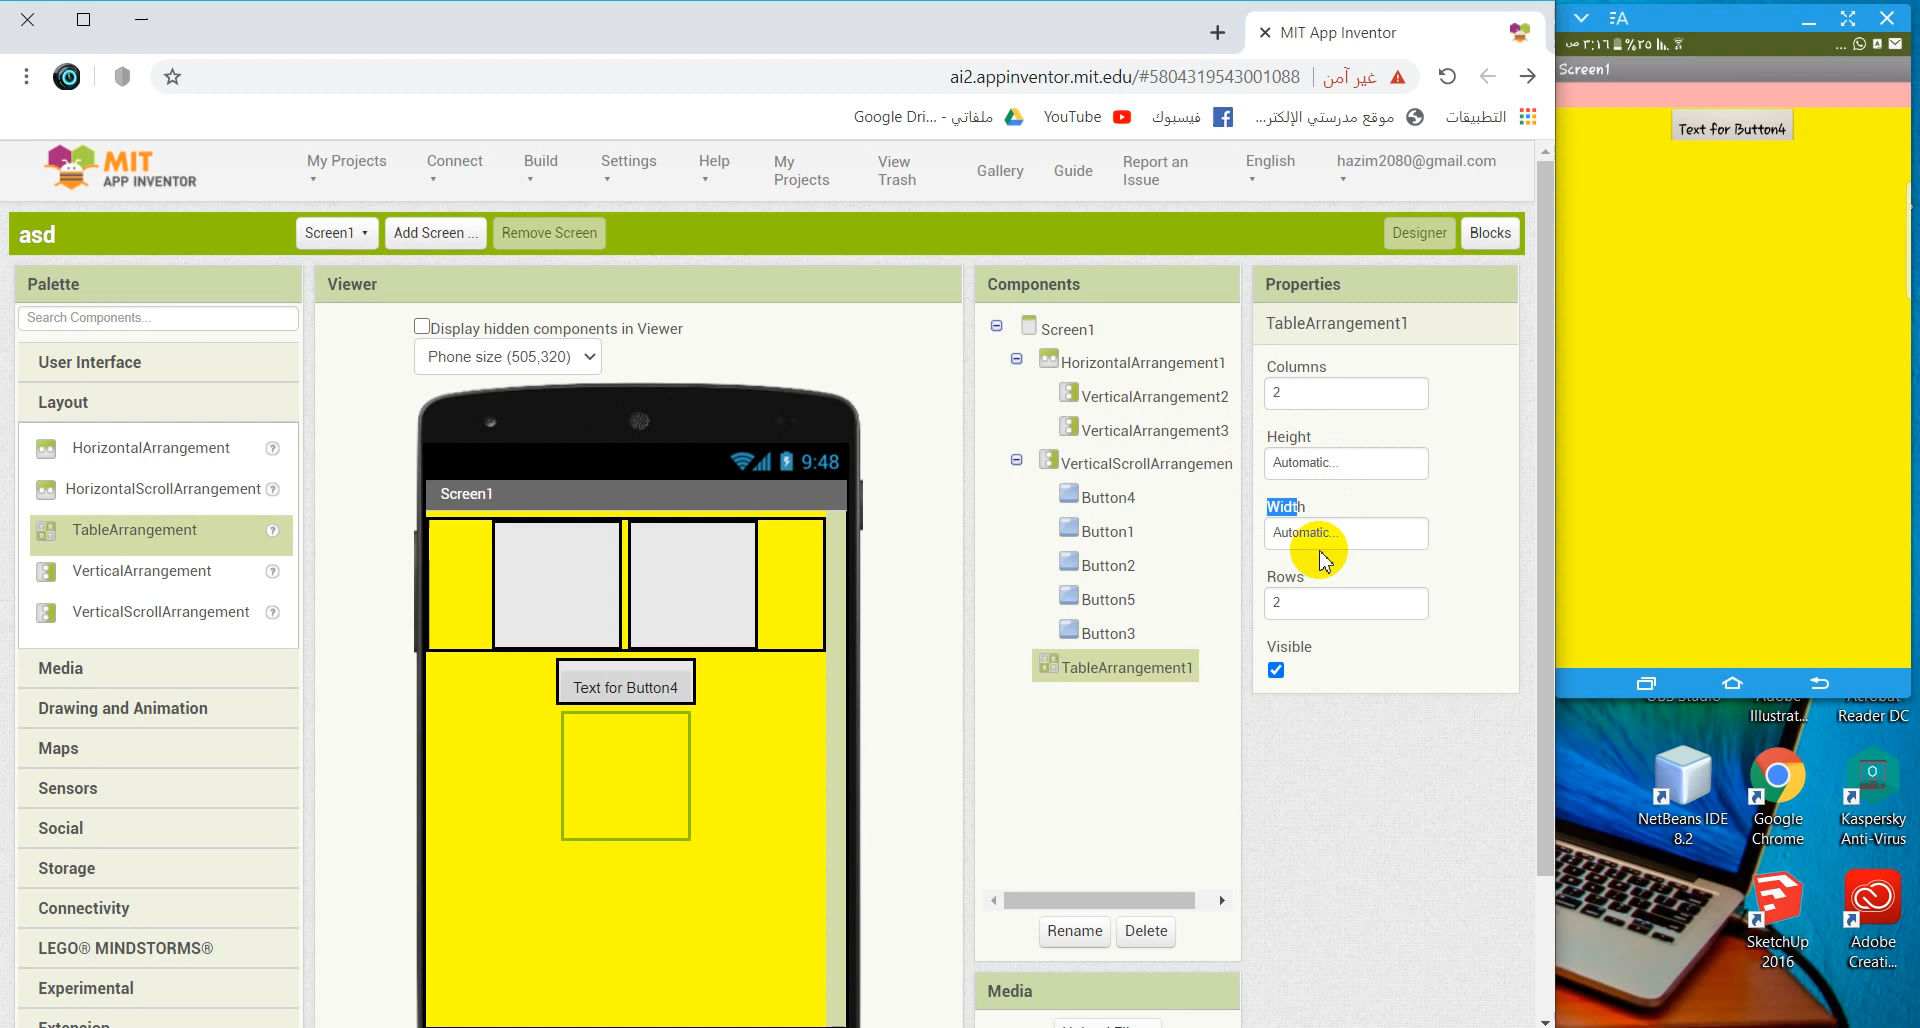 MIT App Inventor
ai2.appinventor.mit.edu/#5804319543001088
غير آمن
Google Dri... - ملفاتي
YouTube
فيسبوك
موقع مدرستي الإلكتر...
التطبيقات
MIT
APP INVENTOR
My Projects
Connect
Build
Settings
Help
My Projects
View Trash
Gallery
Guide
Report an Issue
English
hazim2080@gmail.com
asd
Screen1
Add Screen ...
Remove Screen
Designer
Blocks
Palette
Search Components...
User Interface
Layout
HorizontalArrangement
HorizontalScrollArrangement
TableArrangement
VerticalArrangement
VerticalScrollArrangement
Media
Drawing and Animation
Maps
Sensors
Social
Storage
Connectivity
LEGO® MINDSTORMS®
Experimental
Extension
Viewer
Display hidden components in Viewer
Phone size (505,320)
9:48
Screen1
Text for Button4
Components
Screen1
HorizontalArrangement1
VerticalArrangement2
VerticalArrangement3
VerticalScrollArrangemen
Button4
Button1
Button2
Button5
Button3
TableArrangement1
Rename
Delete
Media
Properties
TableArrangement1
Columns
2
Height
Automatic...
Width
Automatic...
Rows
2
Visible
٣:١٦ ص
%٢٥
Screen1
Text for Button4
Illustrat...
Reader DC
NetBeans IDE 8.2
Google Chrome
Kaspersky Anti-Virus
SketchUp 2016
Adobe Creati...